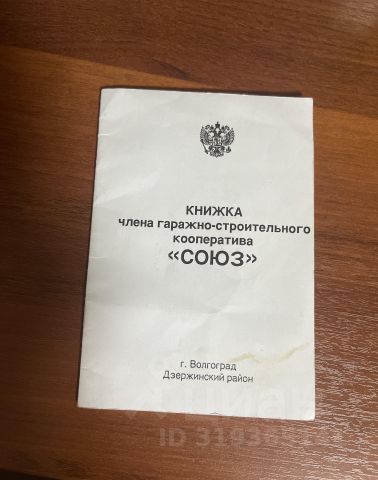 КНИЖКА
члена гаражно-строительного
кооператива
«СОЮЗ»
г. Волгоград
Дзержинский район